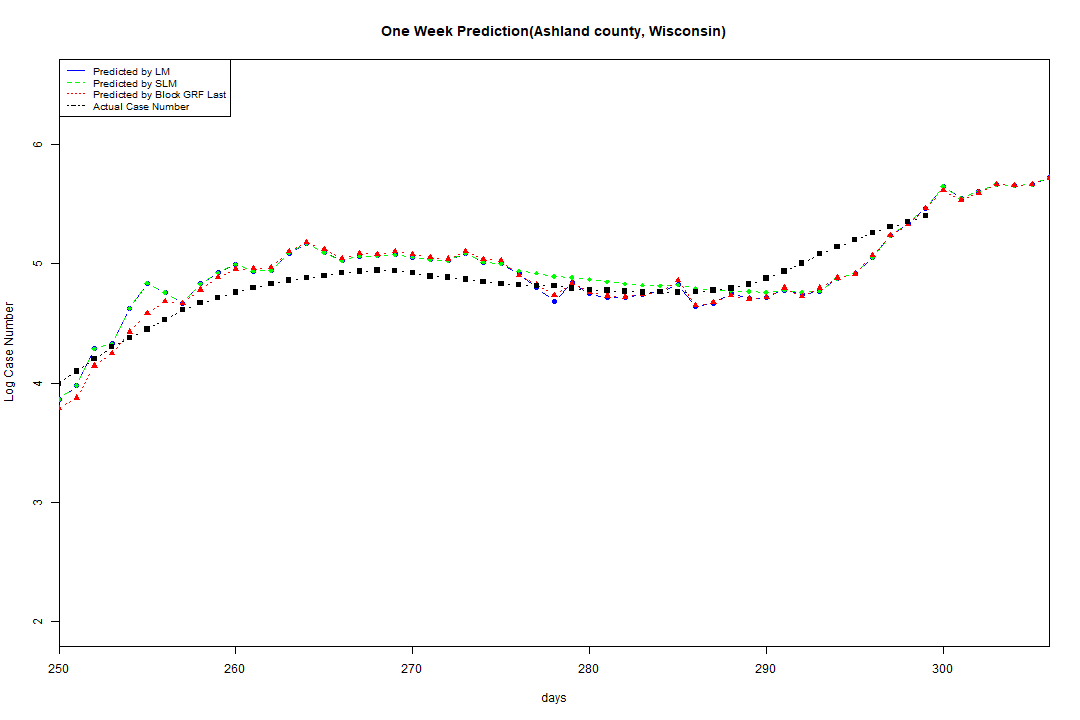 One Week Prediction(Ashland county, Wisconsin)
Predicted by LM
Predicted by SLM
Predicted by Block GRF Last
Actual Case Number
6
5
4
3
2
Log Case Number
250 260 270 280 290 300
days